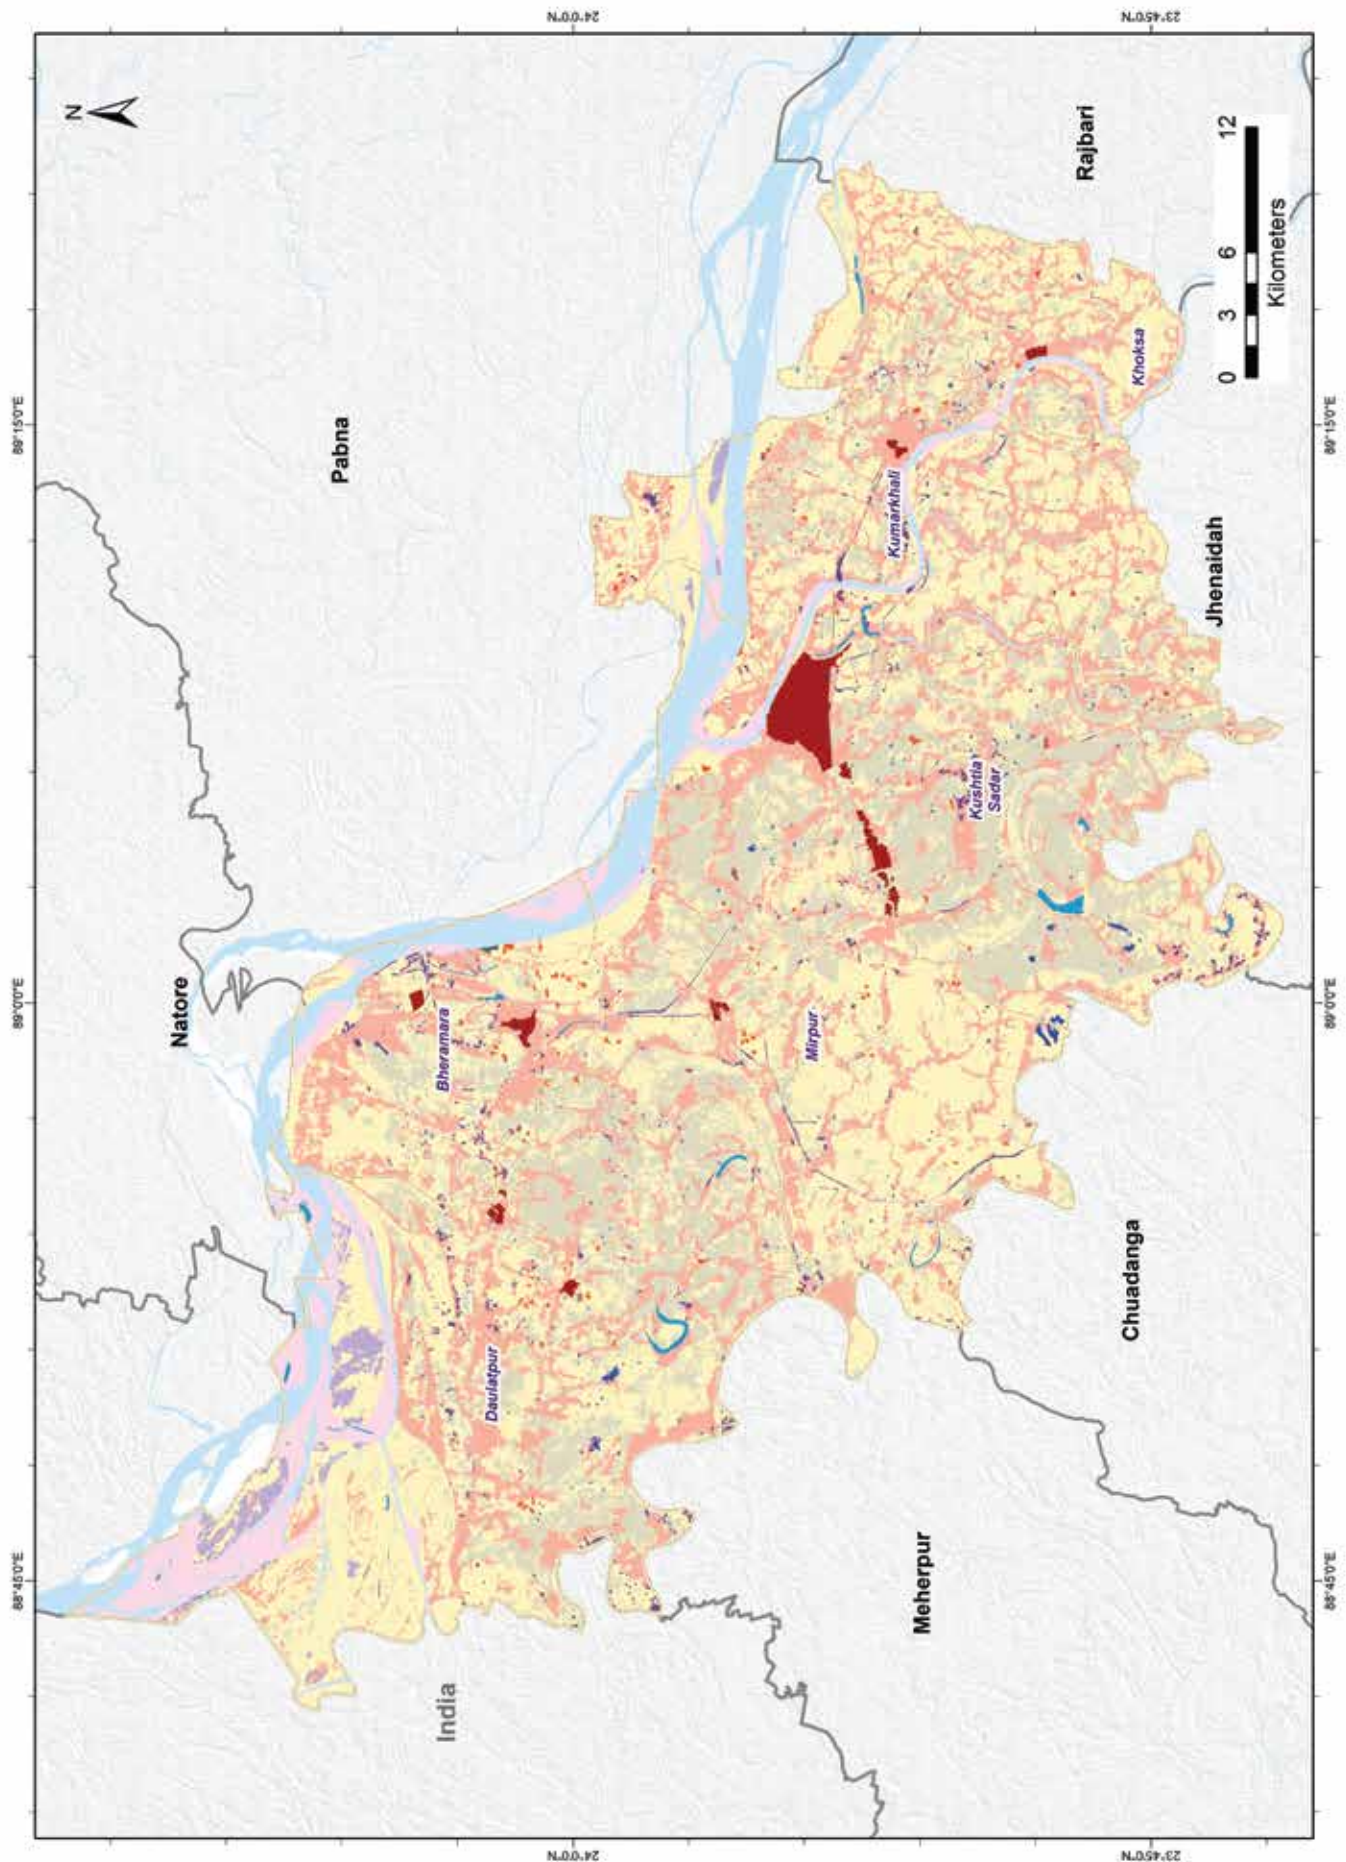 88°45'0"E
89°0'0"E
89°15'0"E
N
Natore
Pabna
India
Bheramara
Daulatpur
24°0'0"N
24°0'0"N
Mirpur
Kumarkhali
Meherpur
Kushtia
Sadar
Rajbari
Chuadanga
Khoksa
23°45'0"N
23°45'0"N
Jhenaidah
0 3 6 12
Kilometers
88°45'0"E
89°0'0"E
89°15'0"E